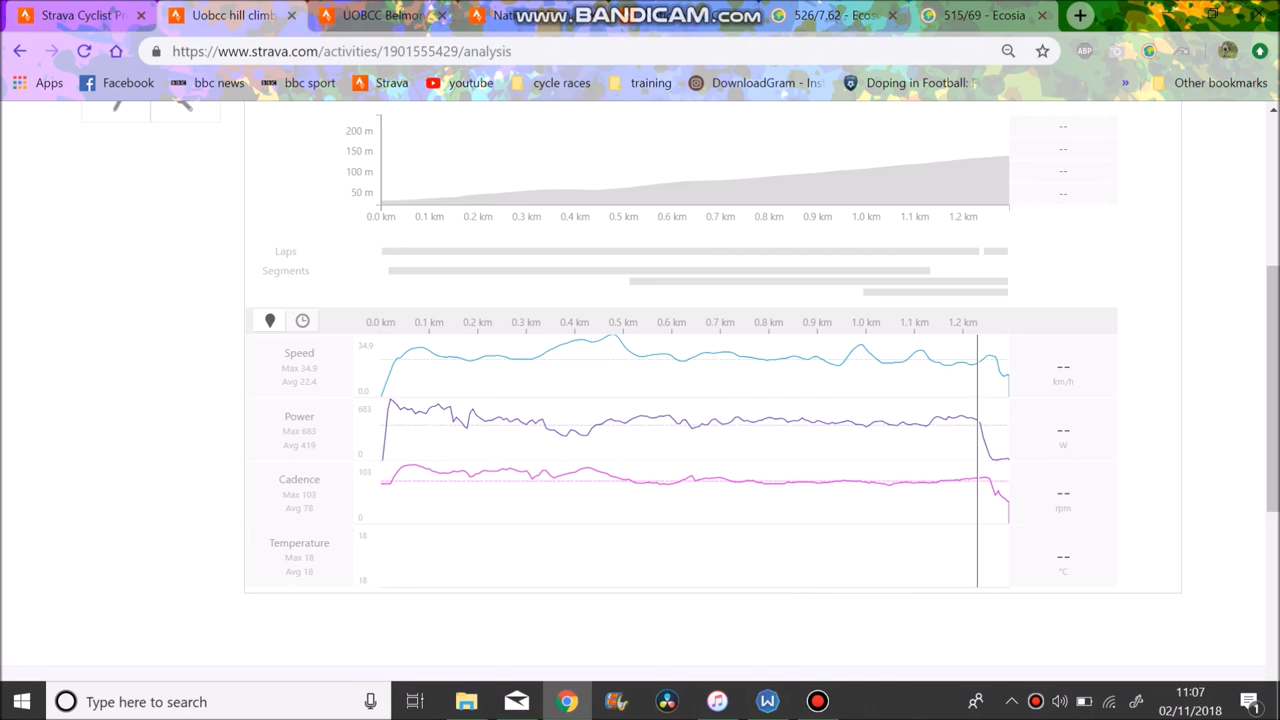 Strava Cyclist Pr
Uobcc hill climb
UOBCC Belmon
Nati
www.BANDICAM.com
526/7,62 - Ecos
515/69 - Ecosia
https://www.strava.com/activities/1901555429/analysis
ABP
Apps
Facebook
BBC bbc news
BBC bbc sport
Strava
youtube
cycle races
training
DownloadGram - Inst
Doping in Football: F
»
Other bookmarks
200 m
150 m
100 m
50 m
--
--
--
--
0.0 km 0.1 km 0.2 km 0.3 km 0.4 km 0.5 km 0.6 km 0.7 km 0.8 km 0.9 km 1.0 km 1.1 km 1.2 km
Laps
Segments
0.0 km 0.1 km 0.2 km 0.3 km 0.4 km 0.5 km 0.6 km 0.7 km 0.8 km 0.9 km 1.0 km 1.1 km 1.2 km
Speed
Max 34.9
Avg 22.4
34.9
0.0
--
km/h
Power
Max 683
Avg 419
683
0
--
W
Cadence
Max 103
Avg 78
103
0
--
rpm
Temperature
Max 18
Avg 18
18
18
--
°C
Type here to search
W
11:07
02/11/2018
1